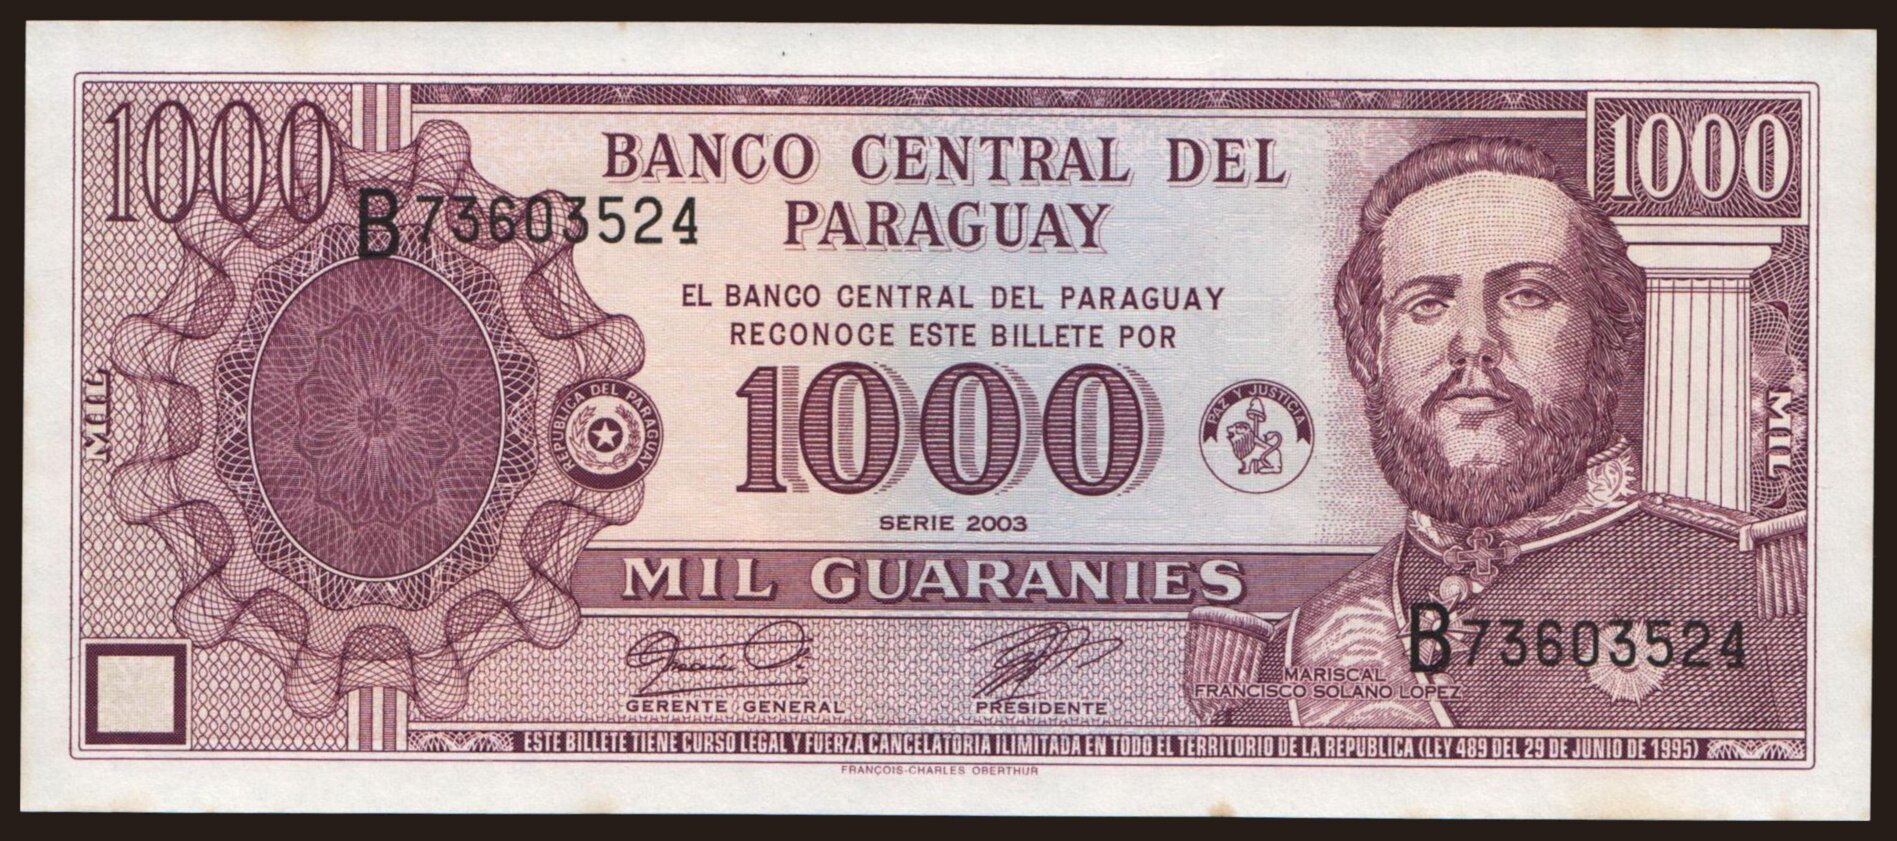 1000
1000
BANCO CENTRAL DEL
PARAGUAY
B73603524
EL BANCO CENTRAL DEL PARAGUAY
RECONOCE ESTE BILLETE POR
1000
REPUBLICA DEL PARAGUAY
PAZ Y JUSTICIA
MIL
MIL
SERIE 2003
MIL GUARANIES
B73603524
MARISCAL
FRANCISCO SOLANO LOPEZ
GERENTE GENERAL
PRESIDENTE
ESTE BILLETE TIENE CURSO LEGAL Y FUERZA CANCELATORIA ILIMITADA EN TODO EL TERRITORIO DE LA REPUBLICA (LEY 489 DEL 29 DE JUNIO DE 1995)
FRANÇOIS-CHARLES OBERTHUR